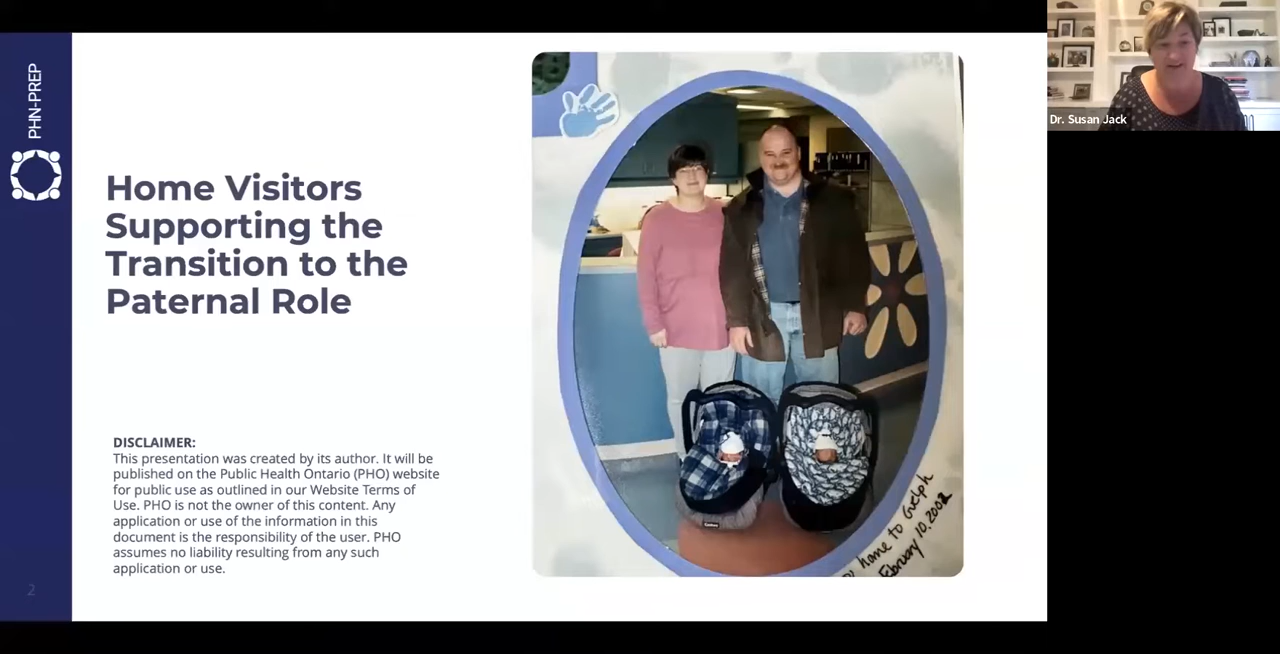 PHN-PREP
Home Visitors
Supporting the
Transition to the
Paternal Role
DISCLAIMER:
This presentation was created by its author. It will be
published on the Public Health Ontario (PHO) website
for public use as outlined in our Website Terms of
Use. PHO is not the owner of this content. Any
application or use of the information in this
document is the responsibility of the user. PHO
assumes no liability resulting from any such
application or use.
2
home to Guelph
February 10, 2002
Dr. Susan Jack